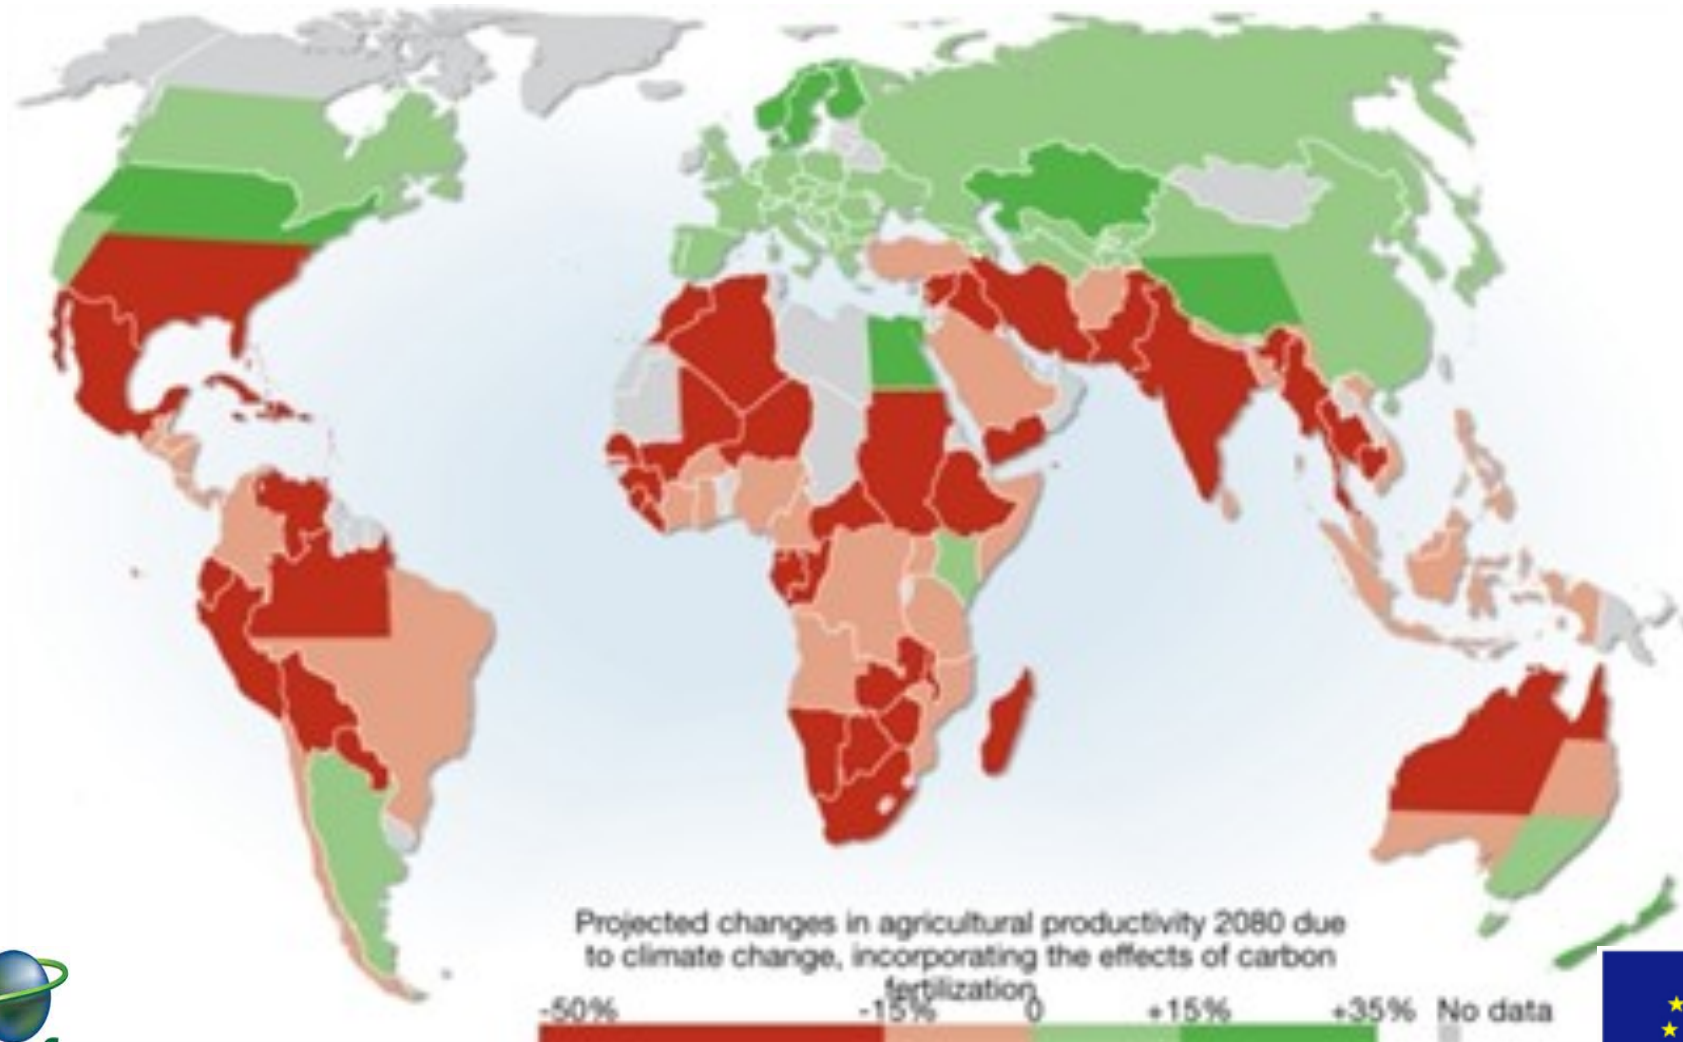 Projected changes in agricultural productivity 2080 due
to climate change, incorporating the effects of carbon
fertilization
-50% -15% 0 +15% +35% No data